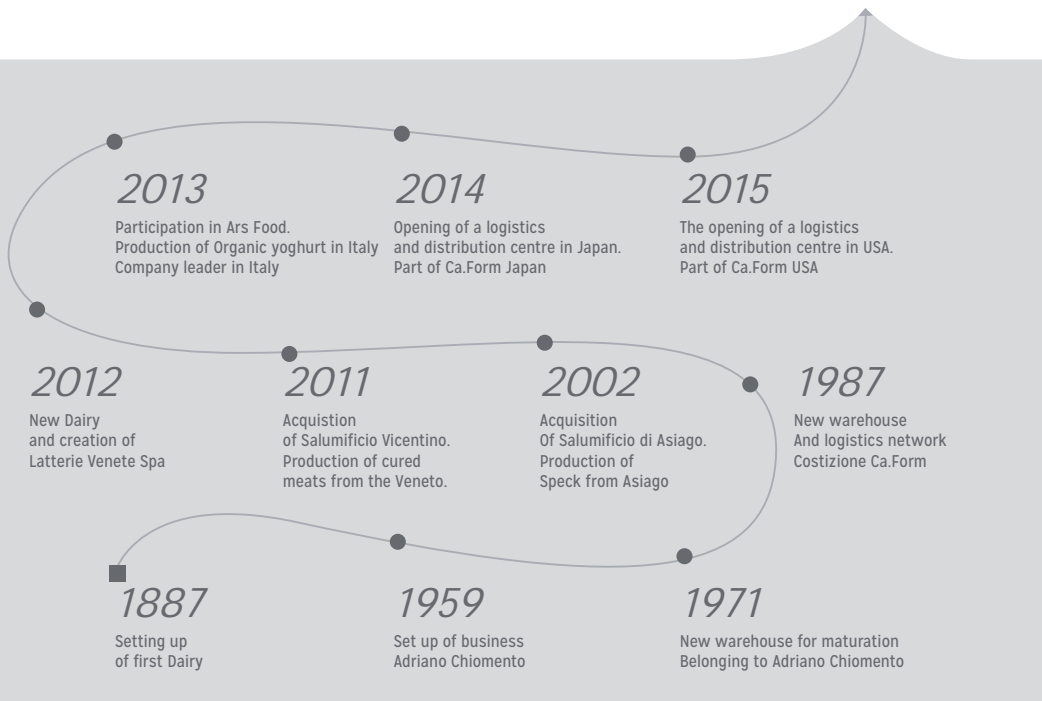 2013
Participation in Ars Food.
Production of Organic yoghurt in Italy
Company leader in Italy
2014
Opening of a logistics
and distribution centre in Japan.
Part of Ca.Form Japan
2015
The opening of a logistics
and distribution centre in USA.
Part of Ca.Form USA
2012
New Dairy
and creation of
Latterie Venete Spa
2011
Acquistion
of Salumificio Vicentino.
Production of cured
meats from the Veneto.
2002
Acquisition
Of Salumificio di Asiago.
Production of
Speck from Asiago
1987
New warehouse
And logistics network
Costizione Ca.Form
1887
Setting up
of first Dairy
1959
Set up of business
Adriano Chiomento
1971
New warehouse for maturation
Belonging to Adriano Chiomento